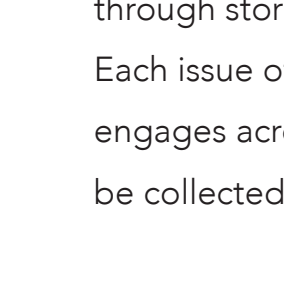 through stor
Each issue o
engages acr
be collected